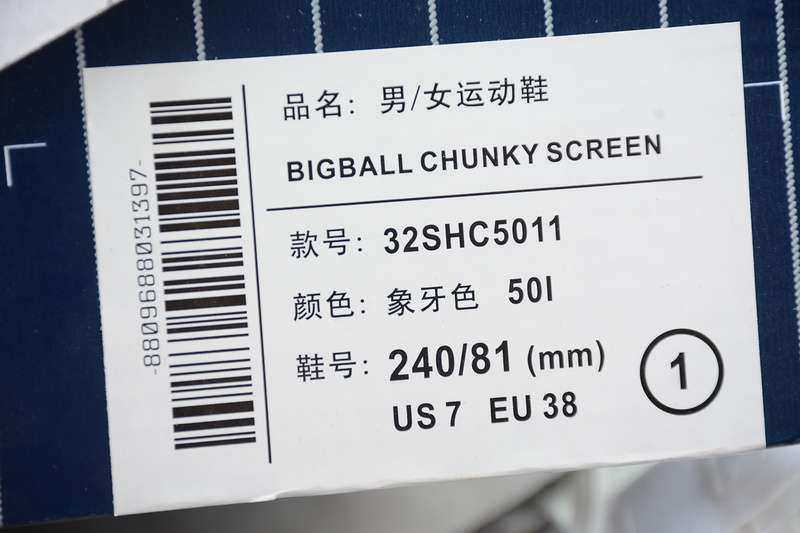 品名: 男/女运动鞋
BIGBALL CHUNKY SCREEN
款号: 32SHC5011
颜色: 象牙色 50I
鞋号: 240/81 (mm)
US 7 EU 38
1
-8809688031397-